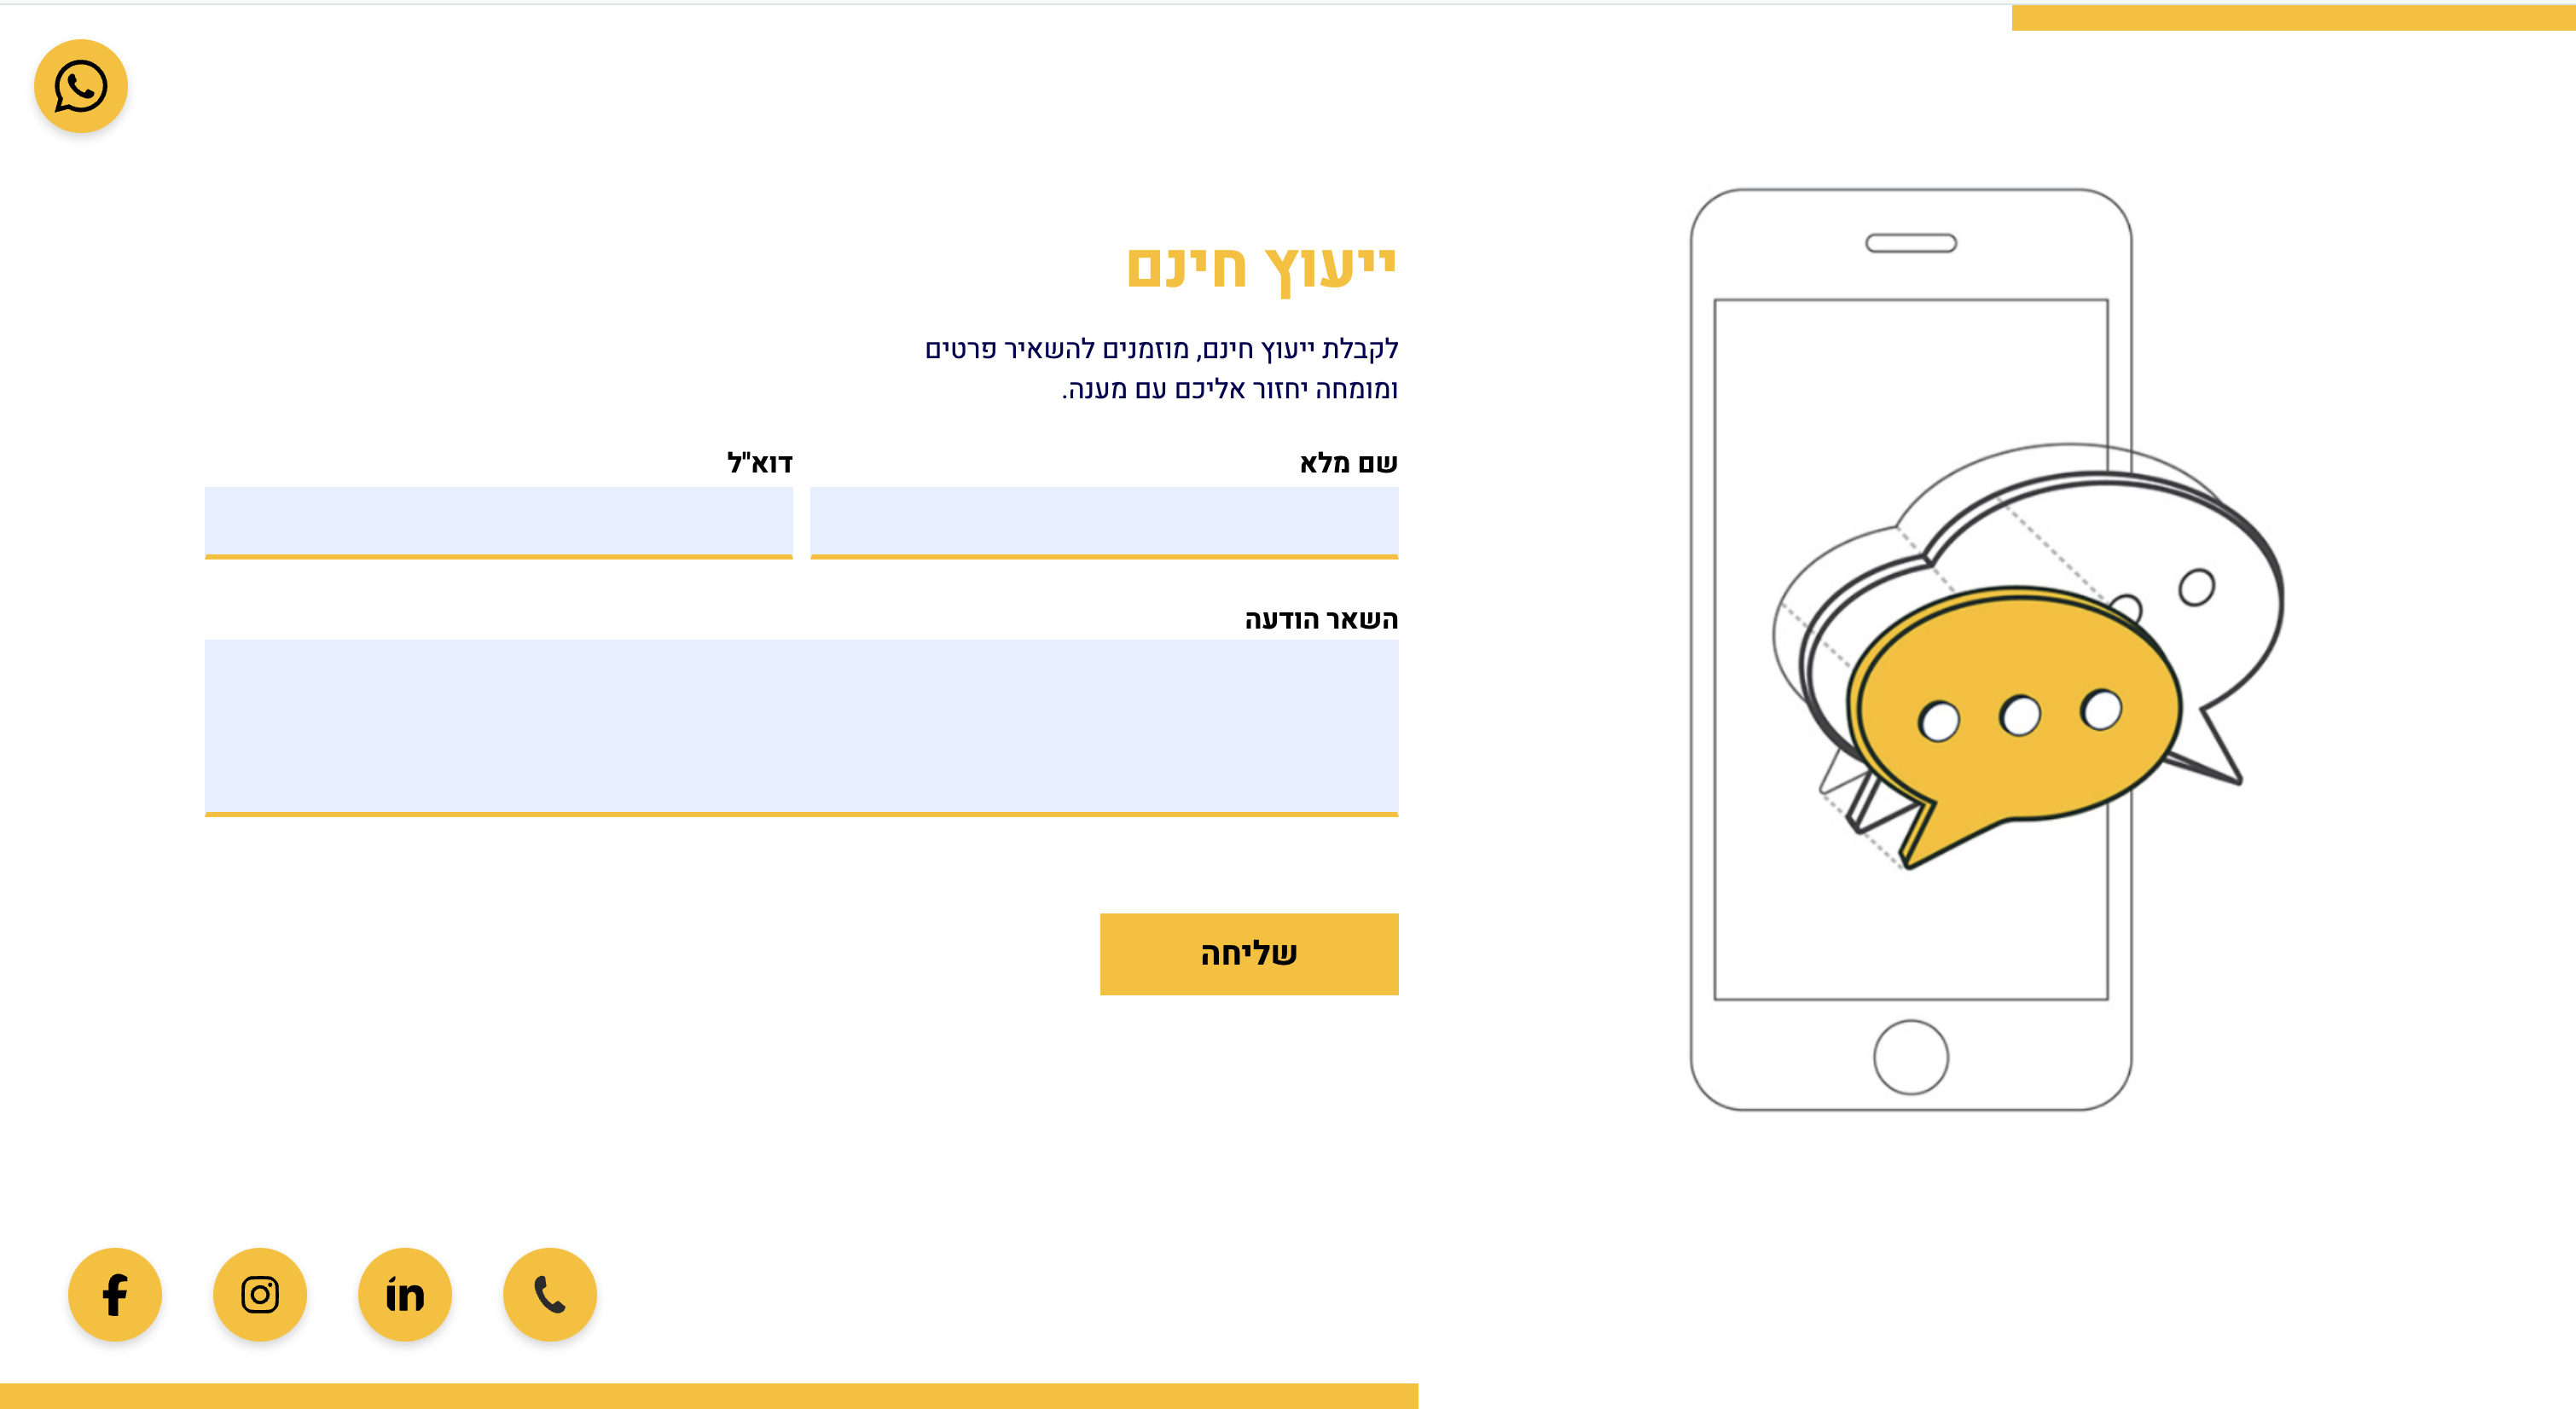 ייעוץ חינם
לקבלת ייעוץ חינם, מוזמנים להשאיר פרטים
ומומחה יחזור אליכם עם מענה.
שם מלא
דוא"ל
השאר הודעה
שליחה
in